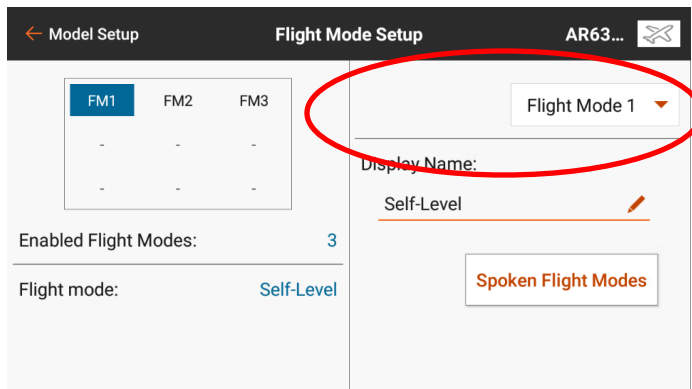 Model Setup
Flight Mode Setup
AR63...
FM1 FM2 FM3
- - -
- - -
Enabled Flight Modes: 3
Flight mode: Self-Level
Flight Mode 1
Display Name:
Self-Level
Spoken Flight Modes